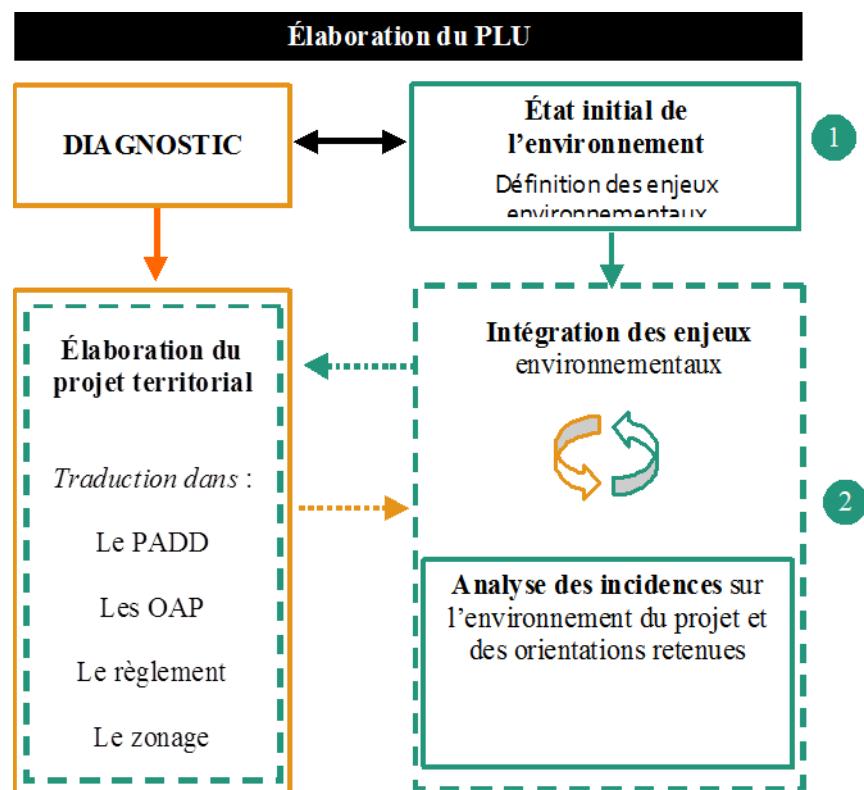 Élaboration du PLU
DIAGNOSTIC
État initial de
l’environnement
Définition des enjeux
environnementaux
1
Élaboration du
projet territorial
Traduction dans :
Le PADD
Les OAP
Le règlement
Le zonage
Intégration des enjeux
environnementaux
2
Analyse des incidences sur
l’environnement du projet et
des orientations retenues